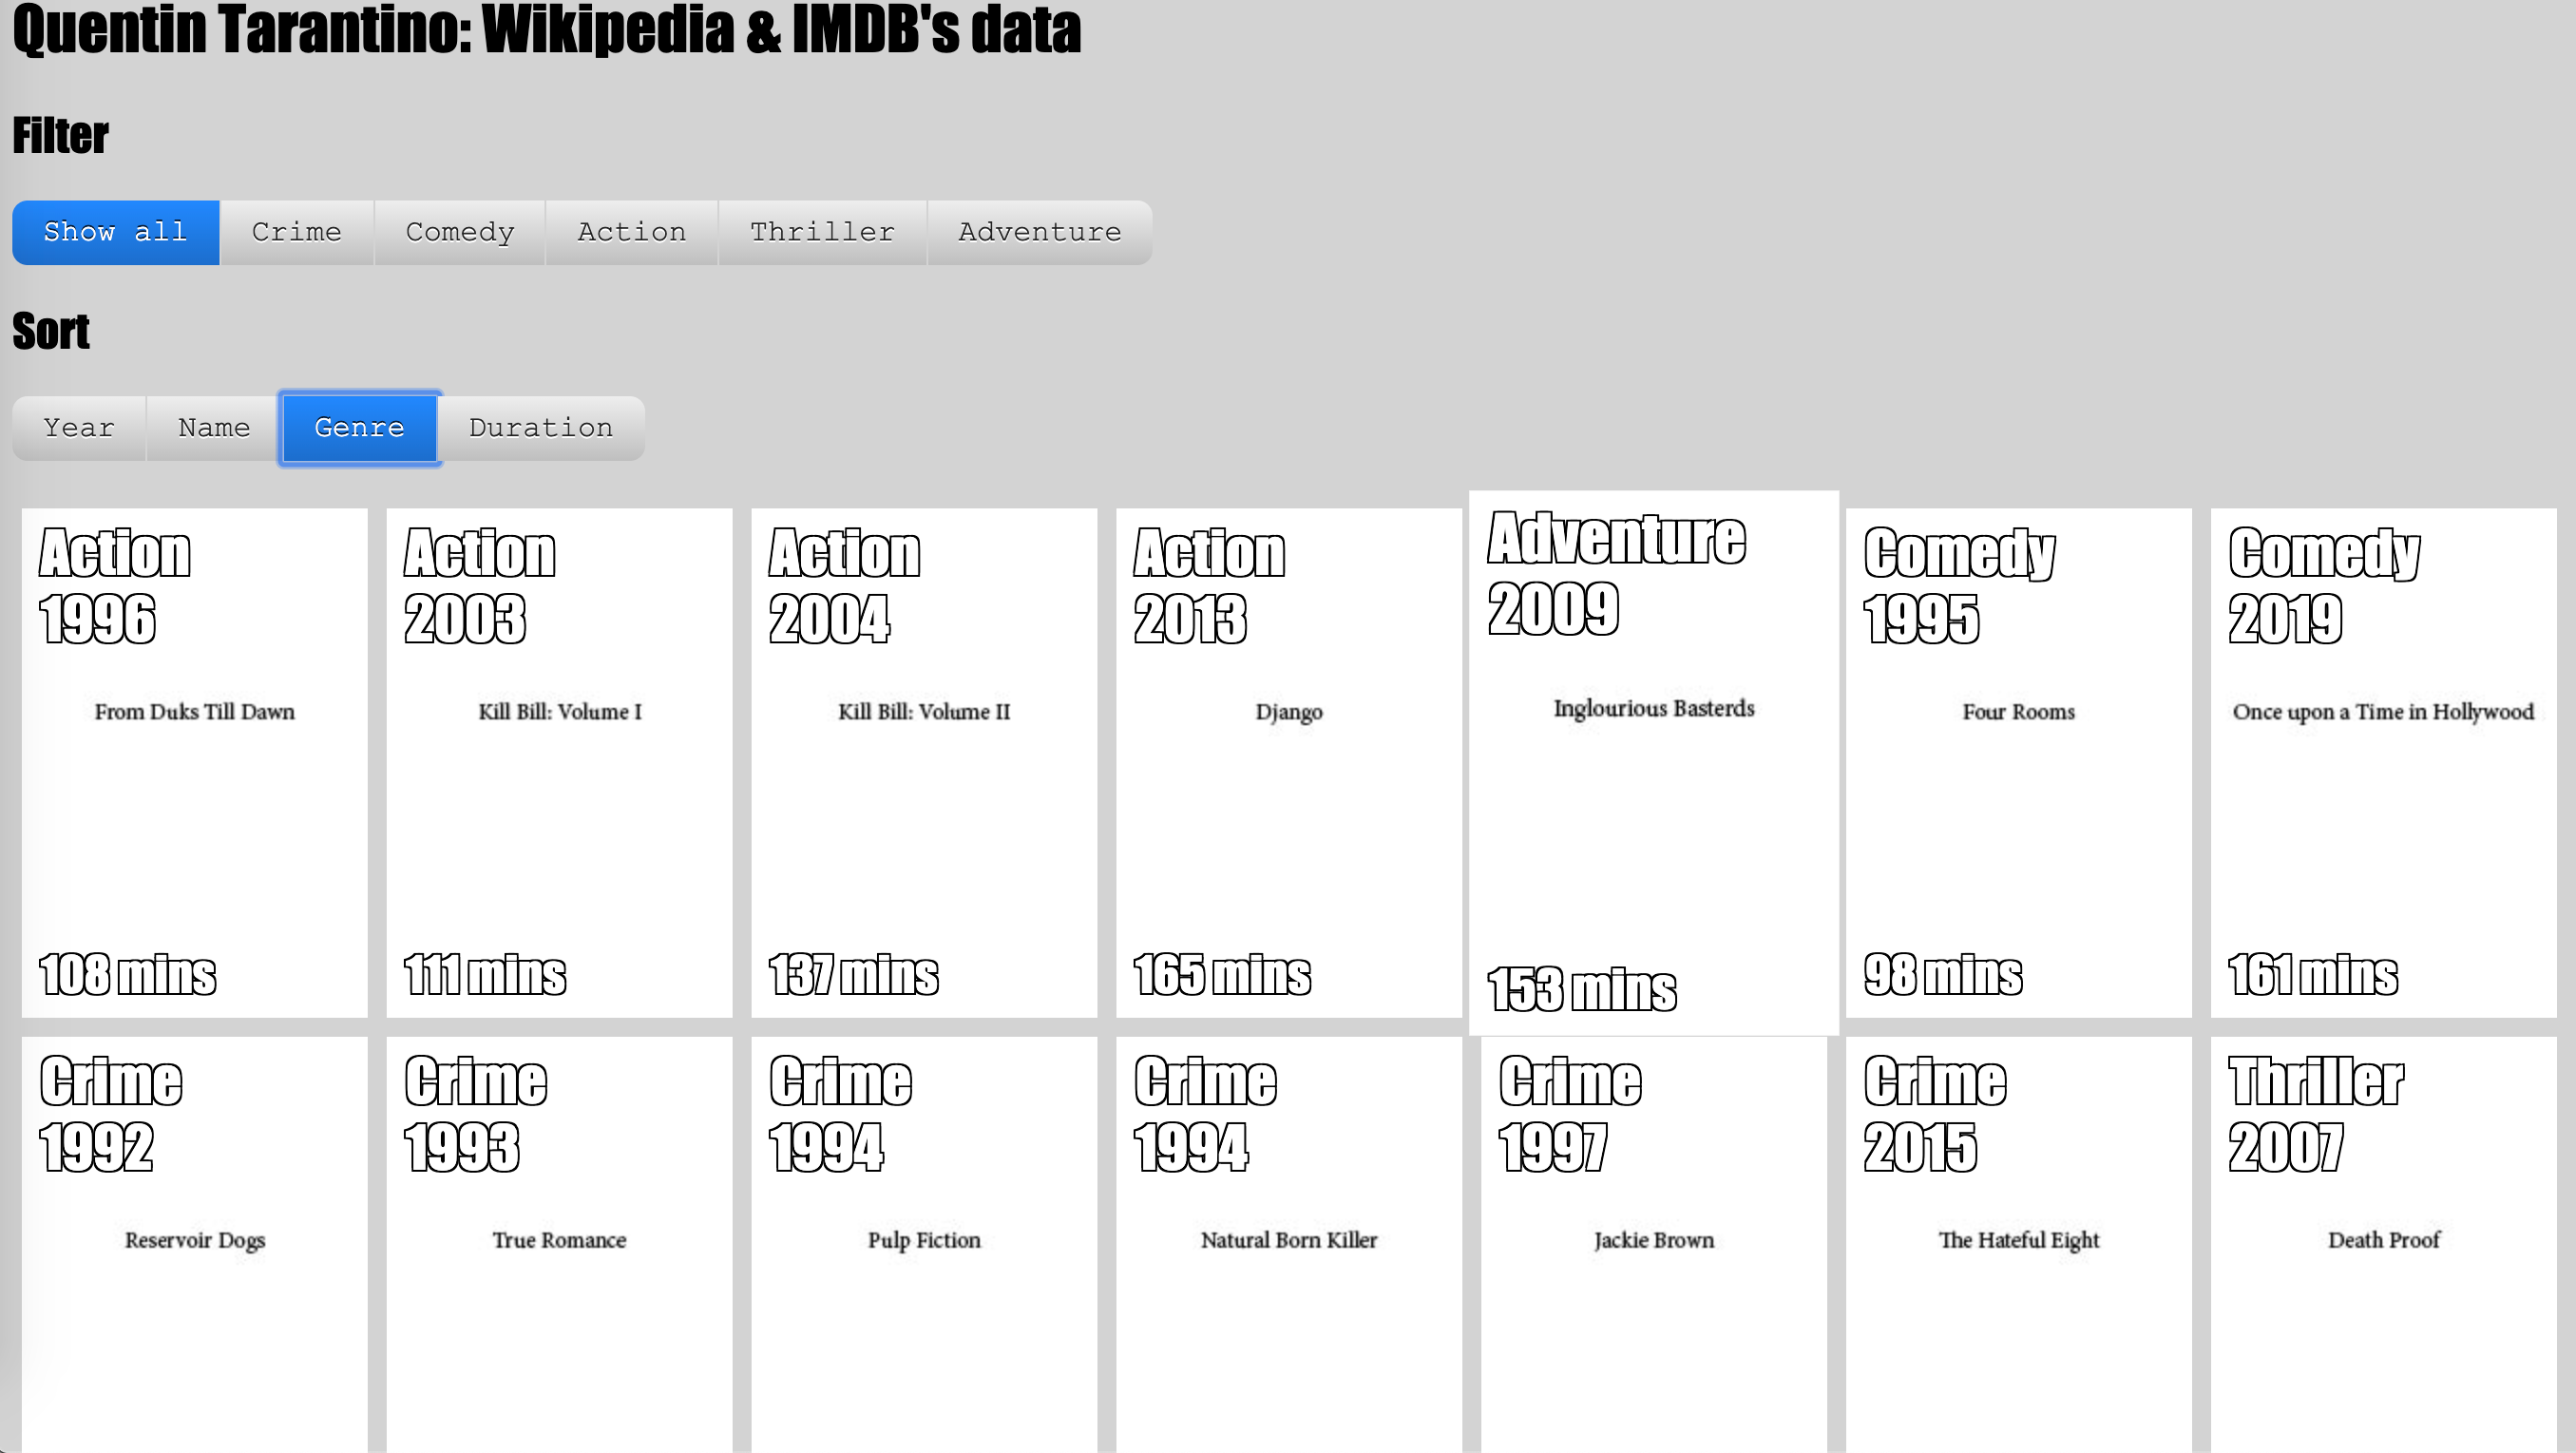 Quentin Tarantino: Wikipedia & IMDB's data
Filter
Show all Crime Comedy Action Thriller Adventure
Sort
Year Name Genre Duration
Action
1996
From Duks Till Dawn
108 mins
Action
2003
Kill Bill: Volume I
111 mins
Action
2004
Kill Bill: Volume II
137 mins
Action
2013
Django
165 mins
Adventure
2009
Inglourious Basterds
153 mins
Comedy
1995
Four Rooms
98 mins
Comedy
2019
Once upon a Time in Hollywood
161 mins
Crime
1992
Reservoir Dogs
Crime
1993
True Romance
Crime
1994
Pulp Fiction
Crime
1994
Natural Born Killer
Crime
1997
Jackie Brown
Crime
2015
The Hateful Eight
Thriller
2007
Death Proof